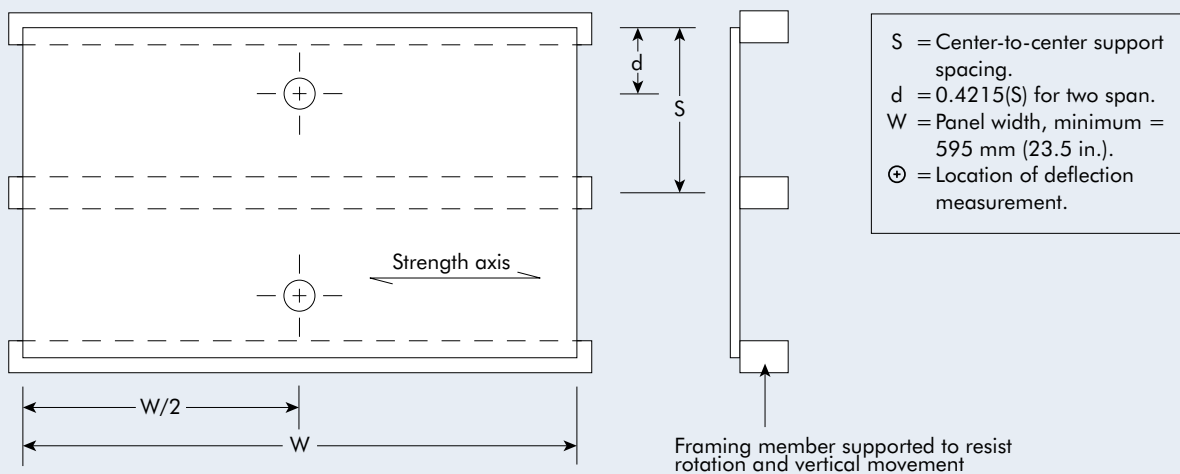 d
S
S = Center-to-center support
spacing.
d = 0.4215(S) for two span.
W = Panel width, minimum =
595 mm (23.5 in.).
⊕ = Location of deflection
measurement.
Strength axis
W/2
W
Framing member supported to resist
rotation and vertical movement